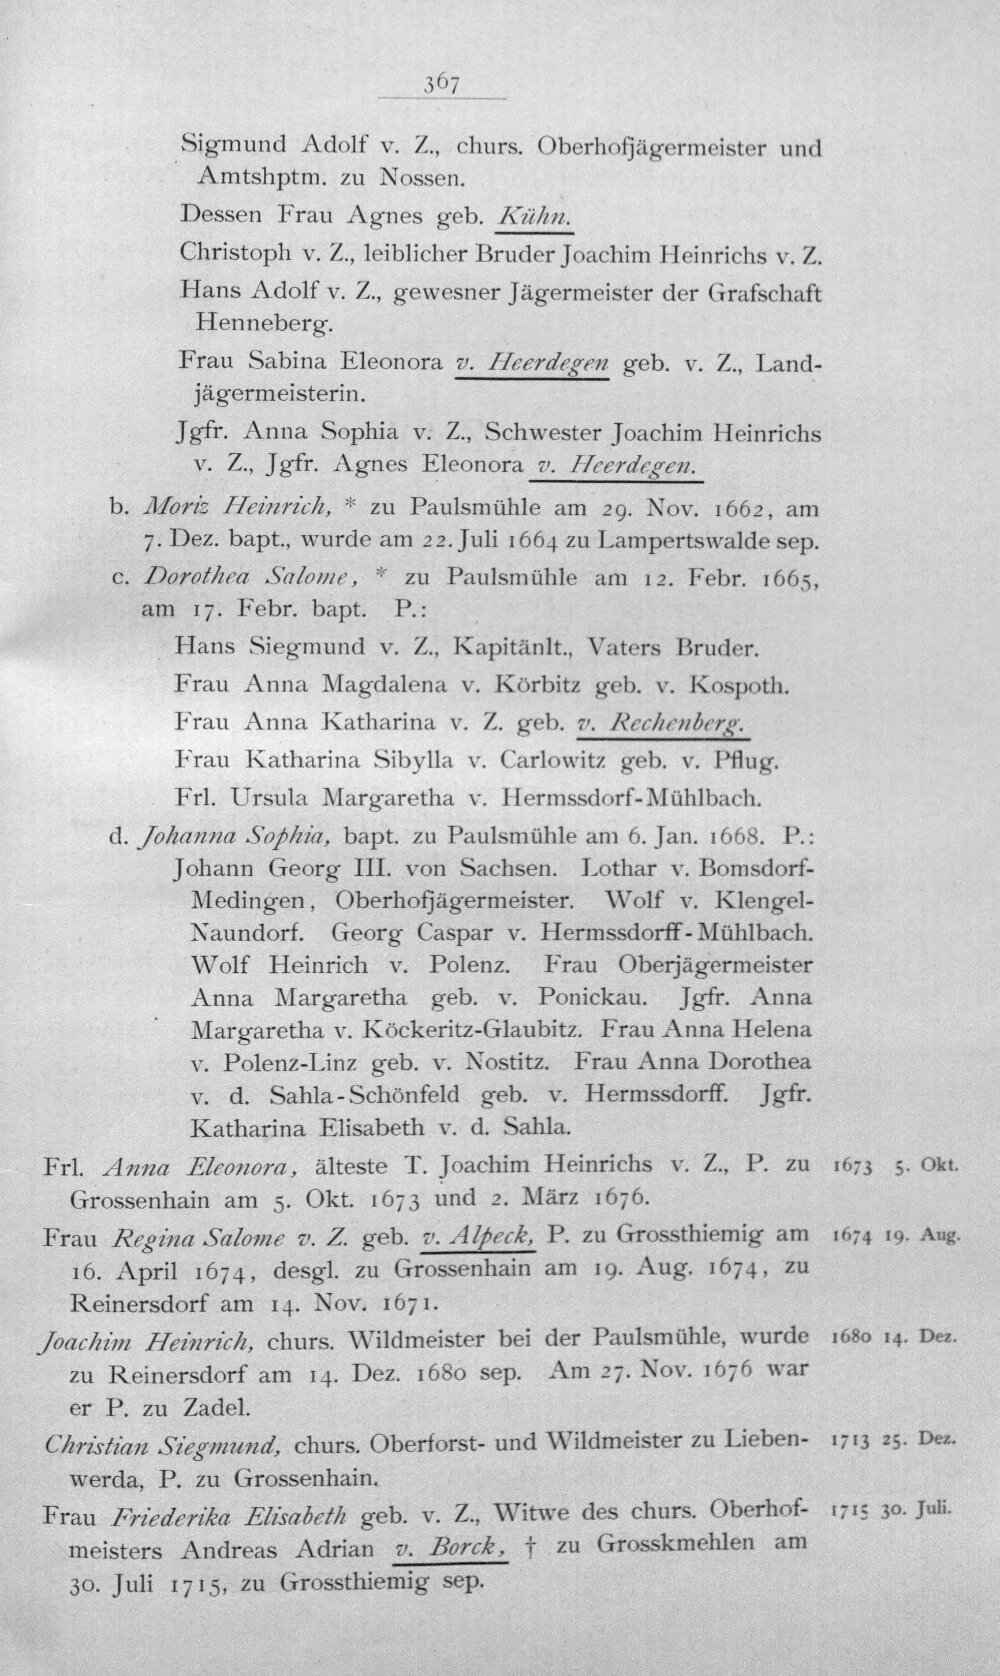 367
Sigmund Adolf v. Z., churs. Oberhofjägermeister und
Amtshptm. zu Nossen.
Dessen Frau Agnes geb. Kühn.
Christoph v. Z., leiblicher Bruder Joachim Heinrichs v. Z.
Hans Adolf v. Z., gewesner Jägermeister der Grafschaft
Henneberg.
Frau Sabina Eleonora v. Heerdegen geb. v. Z., Land-
jägermeisterin.
Jgfr. Anna Sophia v. Z., Schwester Joachim Heinrichs
v. Z., Jgfr. Agnes Eleonora v. Heerdegen.
b. Moriz Heinrich, * zu Paulsmühle am 29. Nov. 1662, am
7. Dez. bapt., wurde am 22. Juli 1664 zu Lampertswalde sep.
c. Dorothea Salome, * zu Paulsmühle am 12. Febr. 1665,
am 17. Febr. bapt. P.:
Hans Siegmund v. Z., Kapitänlt., Vaters Bruder.
Frau Anna Magdalena v. Körbitz geb. v. Kospoth.
Frau Anna Katharina v. Z. geb. v. Rechenberg.
Frau Katharina Sibylla v. Carlowitz geb. v. Pflug.
Frl. Ursula Margaretha v. Hermssdorf-Mühlbach.
d. Johanna Sophia, bapt. zu Paulsmühle am 6. Jan. 1668. P.:
Johann Georg III. von Sachsen. Lothar v. Bomsdorf-
Medingen, Oberhofjägermeister. Wolf v. Klengel-
Naundorf. Georg Caspar v. Hermssdorff-Mühlbach.
Wolf Heinrich v. Polenz. Frau Oberjägermeister
Anna Margaretha geb. v. Ponickau. Jgfr. Anna
Margaretha v. Köckeritz-Glaubitz. Frau Anna Helena
v. Polenz-Linz geb. v. Nostitz. Frau Anna Dorothea
v. d. Sahla-Schönfeld geb. v. Hermssdorff. Jgfr.
Katharina Elisabeth v. d. Sahla.
Frl. Anna Eleonora, älteste T. Joachim Heinrichs v. Z., P. zu 1673 5. Okt.
Grossenhain am 5. Okt. 1673 und 2. März 1676.
Frau Regina Salome v. Z. geb. v. Alpeck, P. zu Grossthiemig am 1674 19. Aug.
16. April 1674, desgl. zu Grossenhain am 19. Aug. 1674, zu
Reinersdorf am 14. Nov. 1671.
Joachim Heinrich, churs. Wildmeister bei der Paulsmühle, wurde 1680 14. Dez.
zu Reinersdorf am 14. Dez. 1680 sep. Am 27. Nov. 1676 war
er P. zu Zadel.
Christian Siegmund, churs. Oberforst- und Wildmeister zu Lieben- 1713 25. Dez.
werda, P. zu Grossenhain.
Frau Friederika Elisabeth geb. v. Z., Witwe des churs. Oberhof- 1715 30. Juli.
meisters Andreas Adrian v. Borck, † zu Grosskmehlen am
30. Juli 1715, zu Grossthiemig sep.